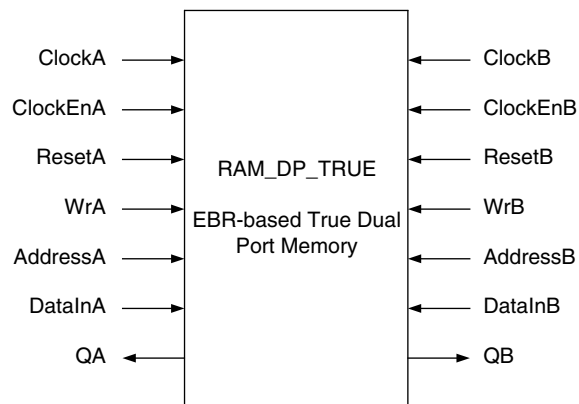 ClockA
ClockEnA
ResetA
WrA
AddressA
DataInA
QA
RAM_DP_TRUE
EBR-based True Dual
Port Memory
ClockB
ClockEnB
ResetB
WrB
AddressB
DataInB
QB